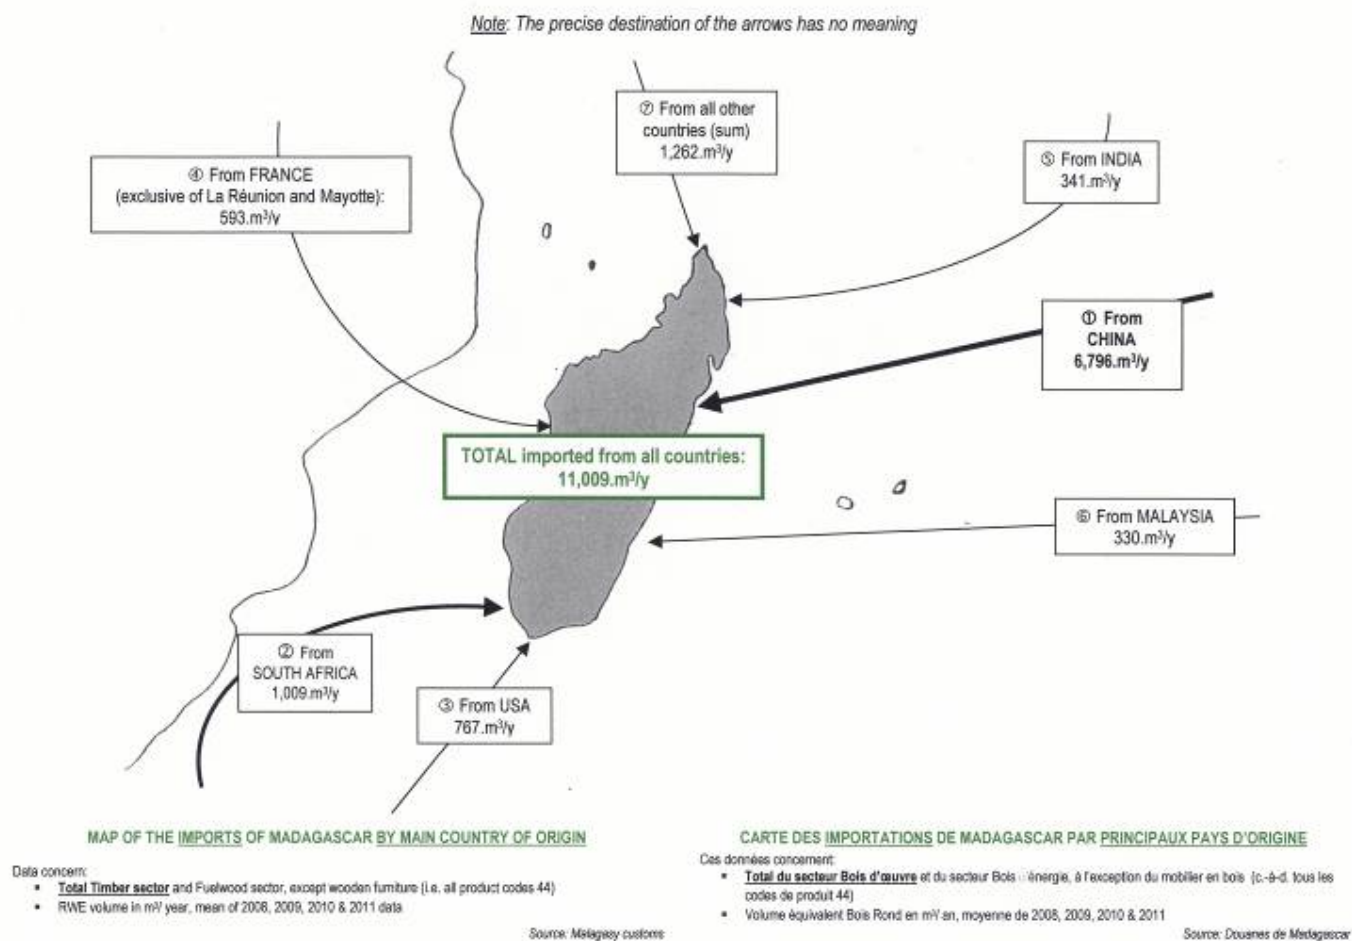 Note: The precise destination of the arrows has no meaning
⑦ From all other
countries (sum)
1,262.m³/y
④ From FRANCE
(exclusive of La Réunion and Mayotte):
593.m³/y
⑤ From INDIA
341.m³/y
① From
CHINA
6,796.m³/y
TOTAL imported from all countries:
11,009.m³/y
⑥ From MALAYSIA
330.m³/y
② From
SOUTH AFRICA
1,009.m³/y
③ From USA
767.m³/y
MAP OF THE IMPORTS OF MADAGASCAR BY MAIN COUNTRY OF ORIGIN
Data concern:
▪ Total Timber sector and Fuelwood sector, except wooden furniture (i.e. all product codes 44)
▪ RWE volume in m³/ year, mean of 2008, 2009, 2010 & 2011 data
Source: Malagasy customs
CARTE DES IMPORTATIONS DE MADAGASCAR PAR PRINCIPAUX PAYS D'ORIGINE
Ces données concernent:
▪ Total du secteur Bois d'œuvre et du secteur Bois énergie, à l'exception du mobilier en bois (c.-à-d. tous les
codes de produit 44)
▪ Volume équivalent Bois Rond en m³/ an, moyenne de 2008, 2009, 2010 & 2011
Source: Douanes de Madagascar